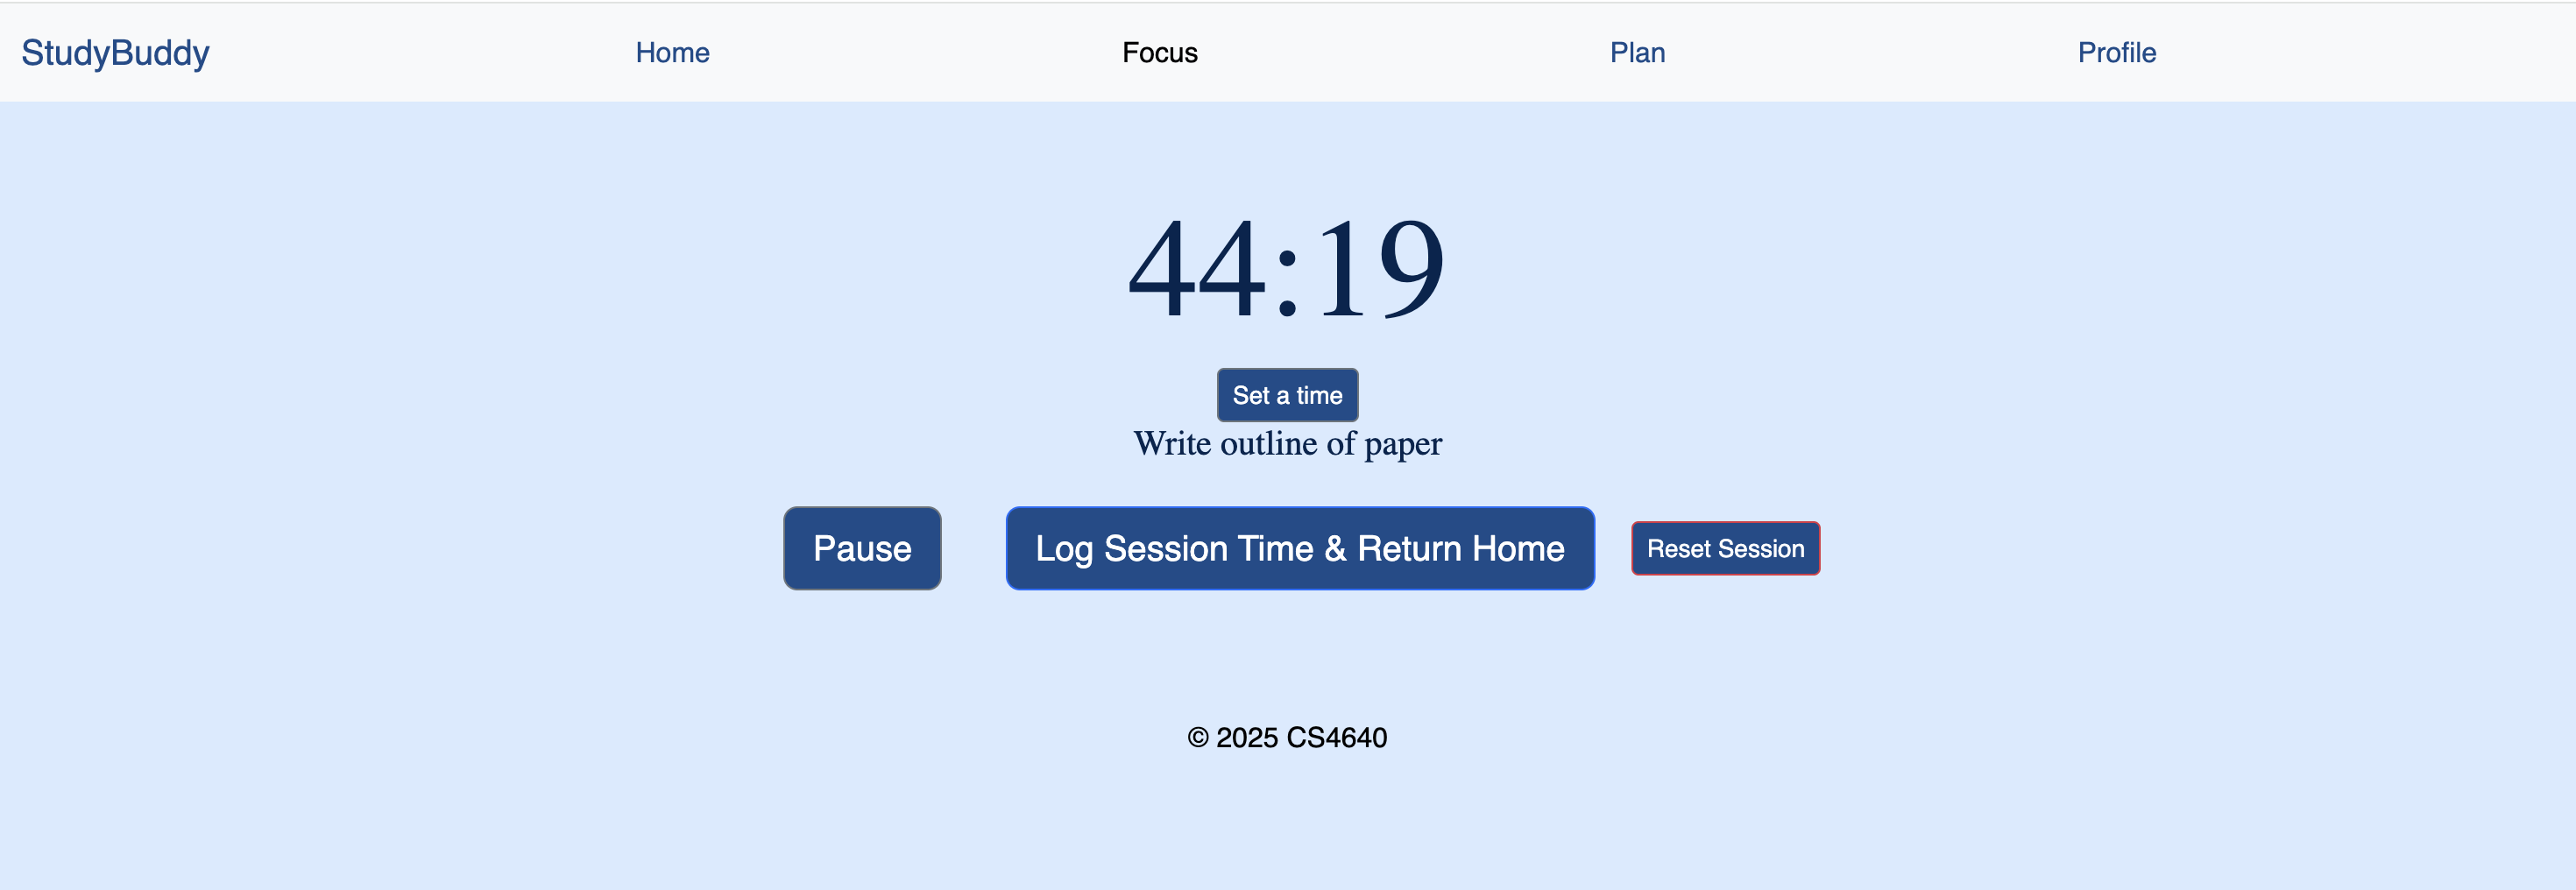 StudyBuddy Home Focus Plan Profile
44:19
Set a time
Write outline of paper
Pause Log Session Time & Return Home Reset Session
© 2025 CS4640